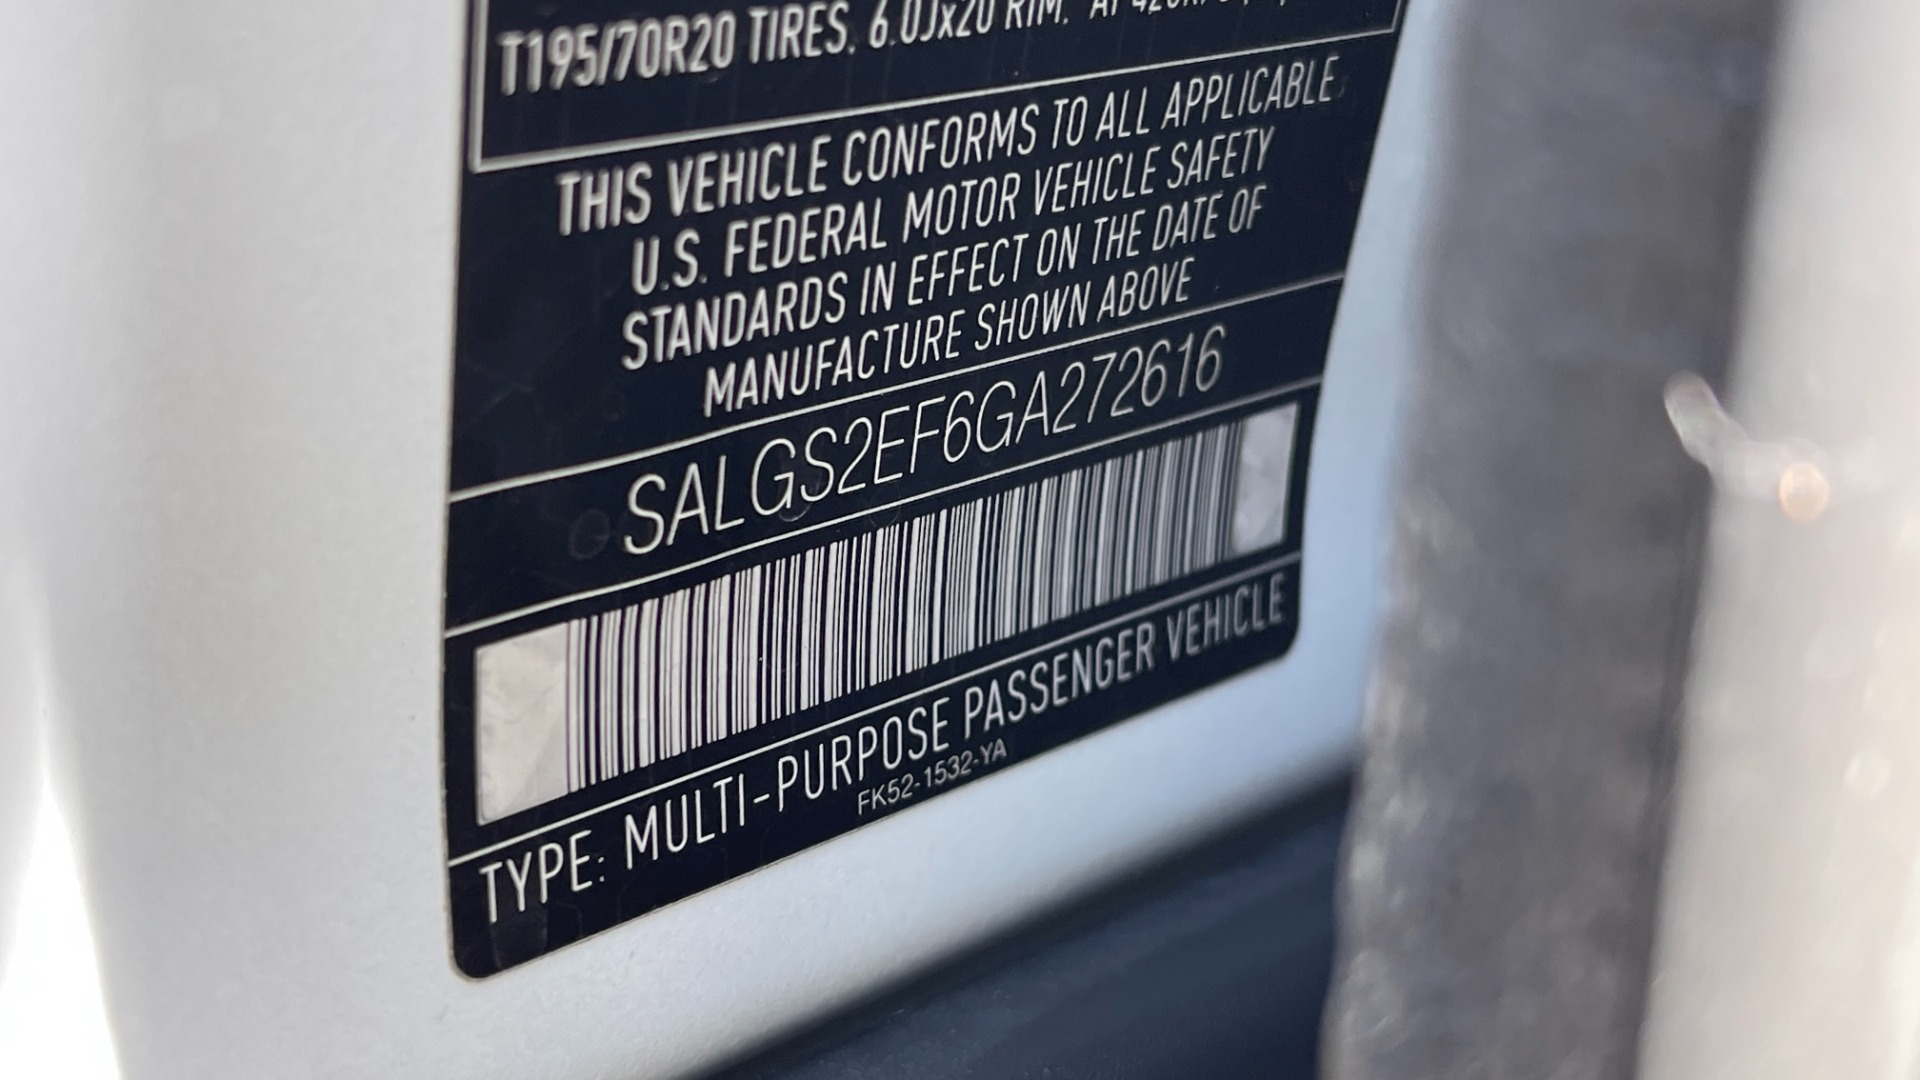 T195/70R20 TIRES. 6.0Jx20 RIM.
THIS VEHICLE CONFORMS TO ALL APPLICABLE
U.S. FEDERAL MOTOR VEHICLE SAFETY
STANDARDS IN EFFECT ON THE DATE OF
MANUFACTURE SHOWN ABOVE
SALGS2EF6GA272616
TYPE: MULTI-PURPOSE PASSENGER VEHICLE
FK52-1532-YA